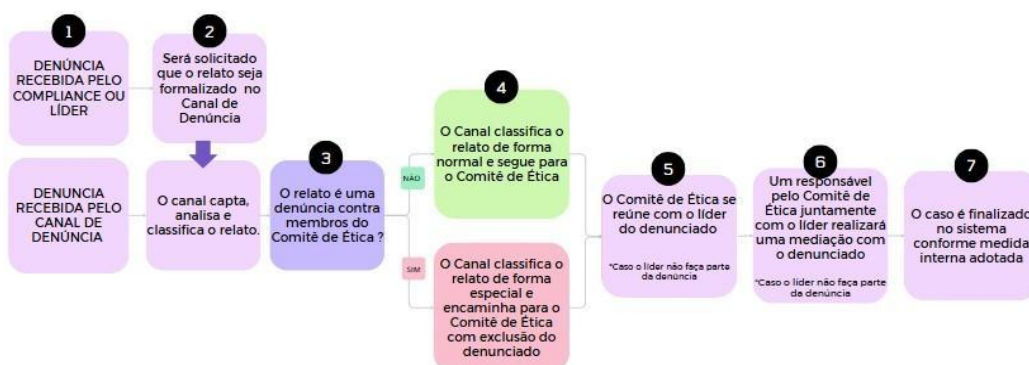 1
DENÚNCIA
RECEBIDA PELO
COMPLIANCE OU
LÍDER
2
Será solicitado
que o relato seja
formalizado no
Canal de
Denúncia
DENUNCIA
RECEBIDA PELO
CANAL DE
DENÚNCIA
O canal capta,
analisa e
classifica o relato.
3
O relato é uma
denúncia contra
membros do
Comitê de Ética ?
NÃO
4
O Canal classifica o
relato de forma
normal e segue para
o Comitê de Ética
SIM
O Canal classifica o
relato de forma
especial e
encaminha para o
Comitê de Ética
com exclusão do
denunciado
5
O Comitê de Ética se
reúne com o líder
do denunciado
*Caso o líder não faça parte
da denúncia
6
Um responsável
pelo Comitê de
Ética juntamente
com o líder realizará
uma mediação com
o denunciado
*Caso o líder não faça parte
da denúncia
7
O caso é finalizado
no sistema
conforme medida
interna adotada